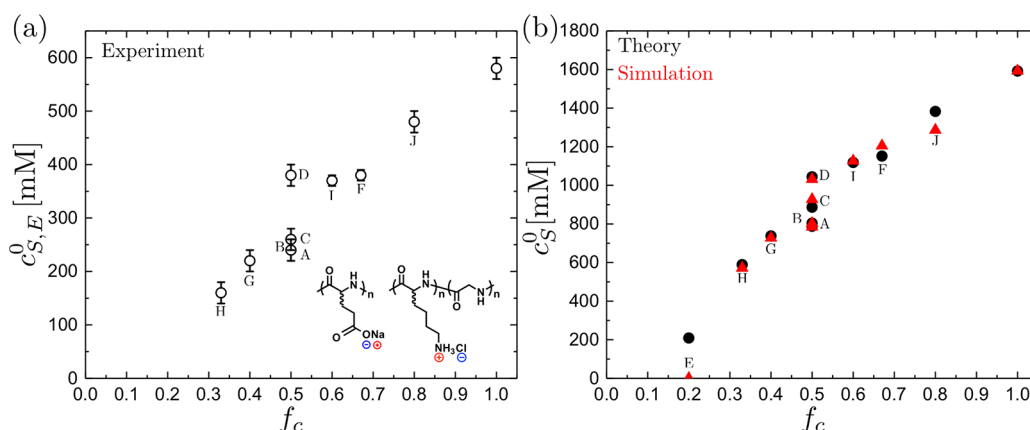 (a)
Experiment
600
500
400
300
200
100
0
c⁰_{S,E} [mM]
D
I
F
J
B
C
A
G
H
O
H
N
n
O
ONa
⊖ ⊕
O
H
N
n
O
N
H
n
NH₃Cl
⊕ ⊖
0.0 0.1 0.2 0.3 0.4 0.5 0.6 0.7 0.8 0.9 1.0
f_c
(b)
Theory
Simulation
1800
1600
1400
1200
1000
800
600
400
200
0
c⁰_S [mM]
J
D
I
F
C
B
A
G
H
E
0.0 0.1 0.2 0.3 0.4 0.5 0.6 0.7 0.8 0.9 1.0
f_c